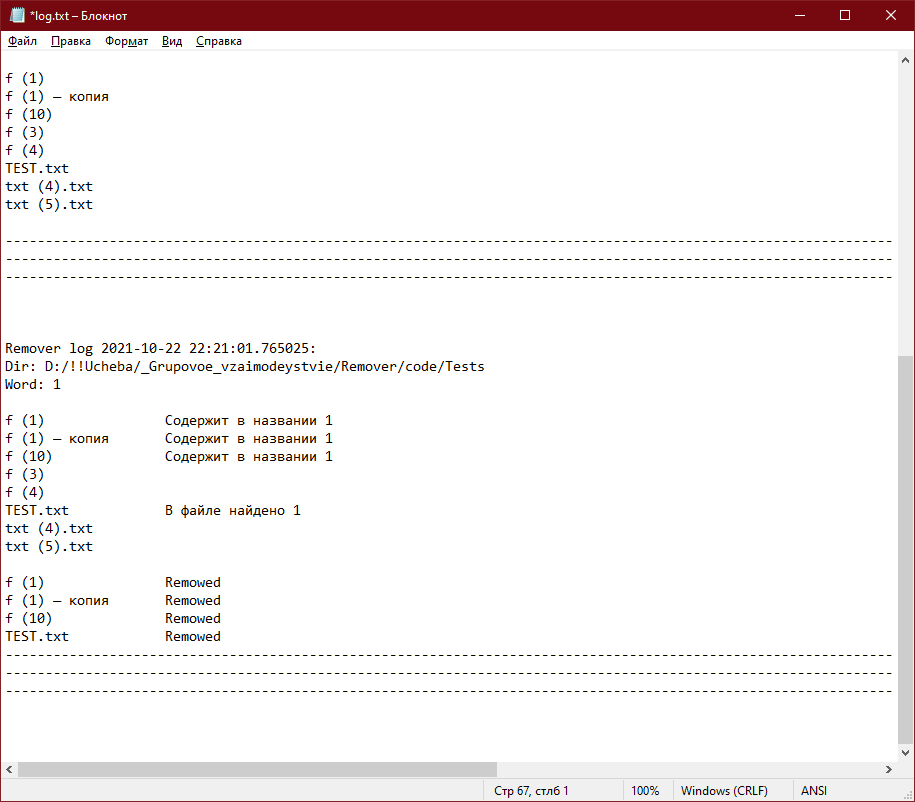 *log.txt – Блокнот
Файл Правка Формат Вид Справка
f (1)
f (1) — копия
f (10)
f (3)
f (4)
TEST.txt
txt (4).txt
txt (5).txt
---------------------------------------------------------------------------------------------------------------
---------------------------------------------------------------------------------------------------------------
---------------------------------------------------------------------------------------------------------------
Remover log 2021-10-22 22:21:01.765025:
Dir: D:/!!Ucheba/_Grupovoe_vzaimodeystvie/Remover/code/Tests
Word: 1
f (1) Содержит в названии 1
f (1) — копия Содержит в названии 1
f (10) Содержит в названии 1
f (3)
f (4)
TEST.txt В файле найдено 1
txt (4).txt
txt (5).txt
f (1) Remowed
f (1) — копия Remowed
f (10) Remowed
TEST.txt Remowed
---------------------------------------------------------------------------------------------------------------
---------------------------------------------------------------------------------------------------------------
---------------------------------------------------------------------------------------------------------------
Стр 67, стлб 1 100% Windows (CRLF) ANSI